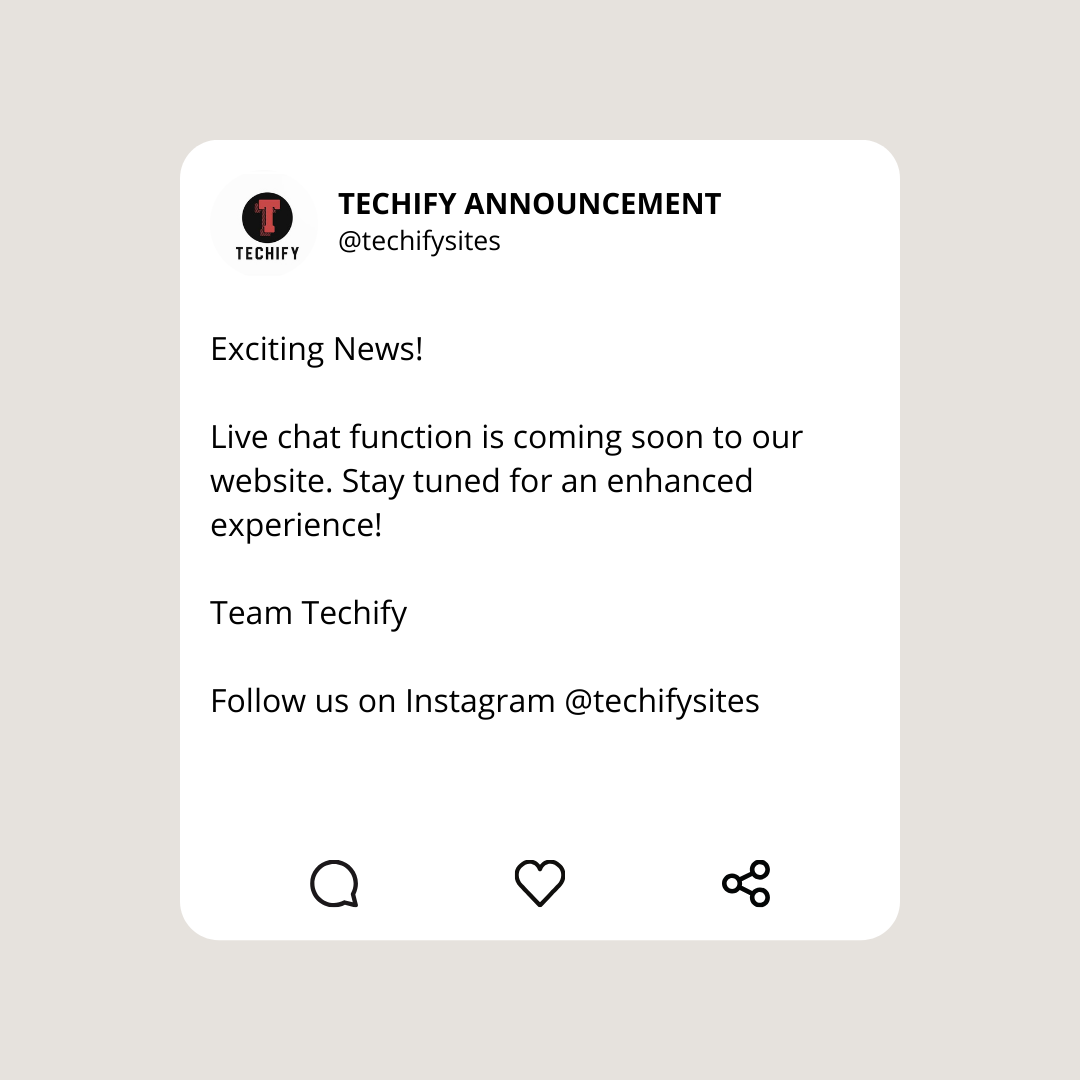 T
TECHIFY
TECHIFY ANNOUNCEMENT
@techifysites
Exciting News!
Live chat function is coming soon to our
website. Stay tuned for an enhanced
experience!
Team Techify
Follow us on Instagram @techifysites